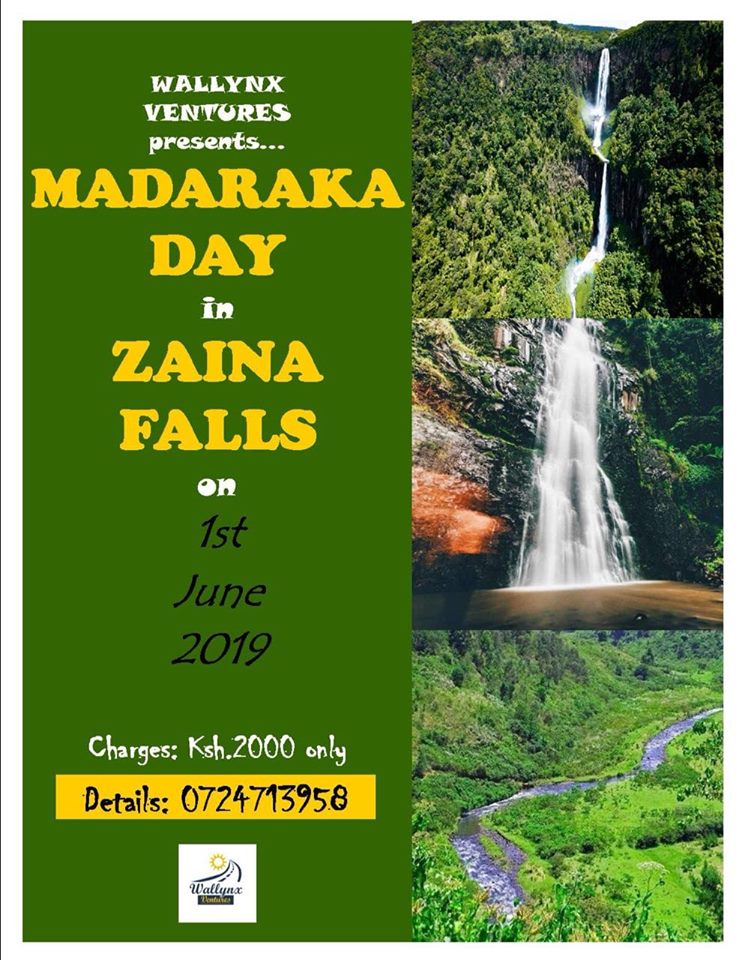 WALLYNX
VENTURES
presents...
MADARAKA
DAY
in
ZAINA
FALLS
on
1st
June
2019
Charges: Ksh.2000 only
Details: 0724713958
Wallynx
Ventures